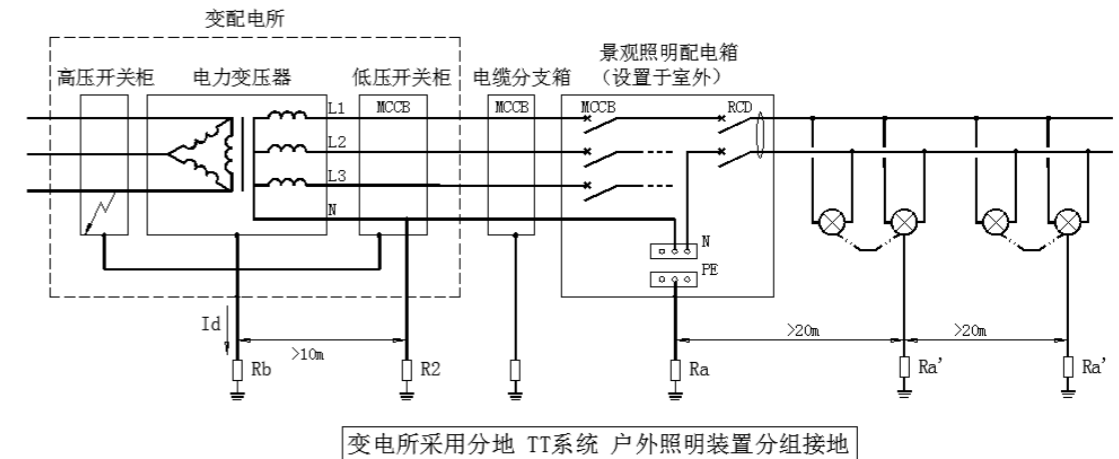 变配电所
高压开关柜
电力变压器
低压开关柜
电缆分支箱
景观照明配电箱
(设置于室外)
L1
MCCB
MCCB
MCCB
RCD
L2
L3
N
N
PE
Id
>10m
>20m
>20m
Rb
R2
Ra
Ra'
Ra'
变电所采用分地 TT系统 户外照明装置分组接地